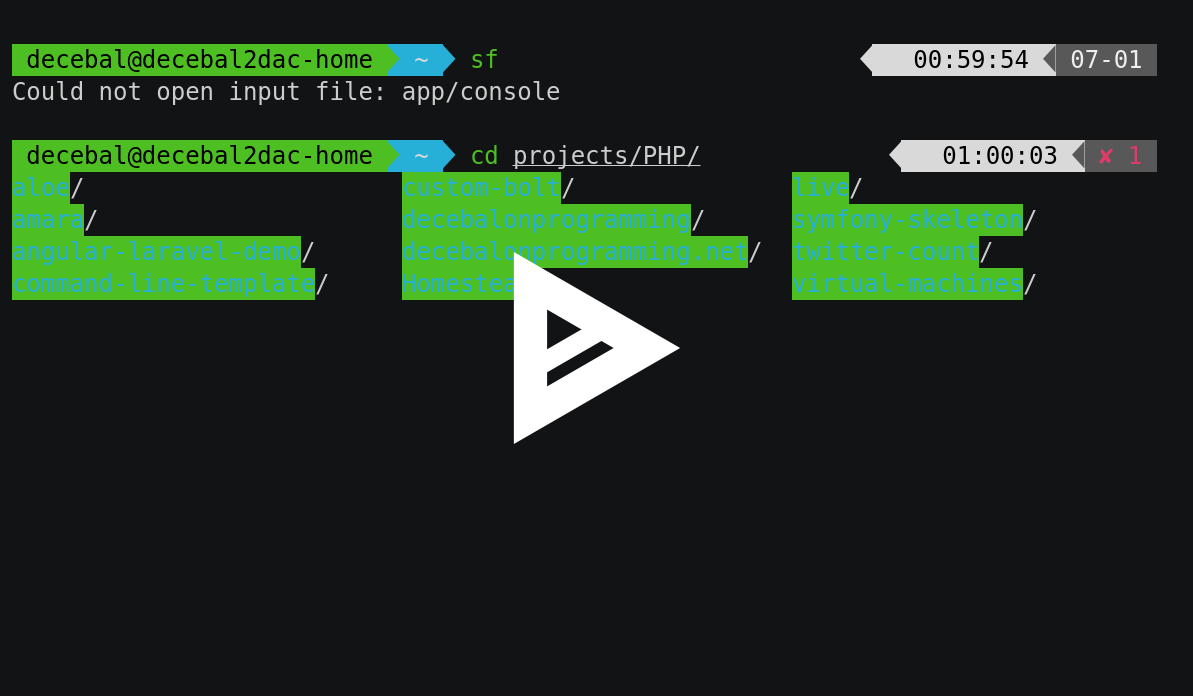 decebal@decebal2dac-home ~ sf 00:59:54 07-01
Could not open input file: app/console
decebal@decebal2dac-home ~ cd projects/PHP/ 01:00:03 ✘ 1
aloe/ custom-bolt/ live/
amara/ decebalonprogramming/ symfony-skeleton/
angular-laravel-demo/ decebalonprogramming.net/ twitter-count/
command-line-template/ virtual-machines/